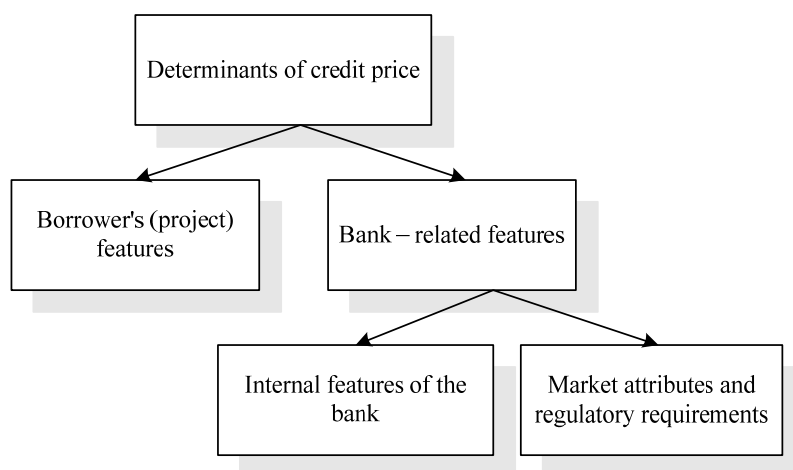 Determinants of credit price
Borrower's (project)
features
Bank – related features
Internal features of the
bank
Market attributes and
regulatory requirements